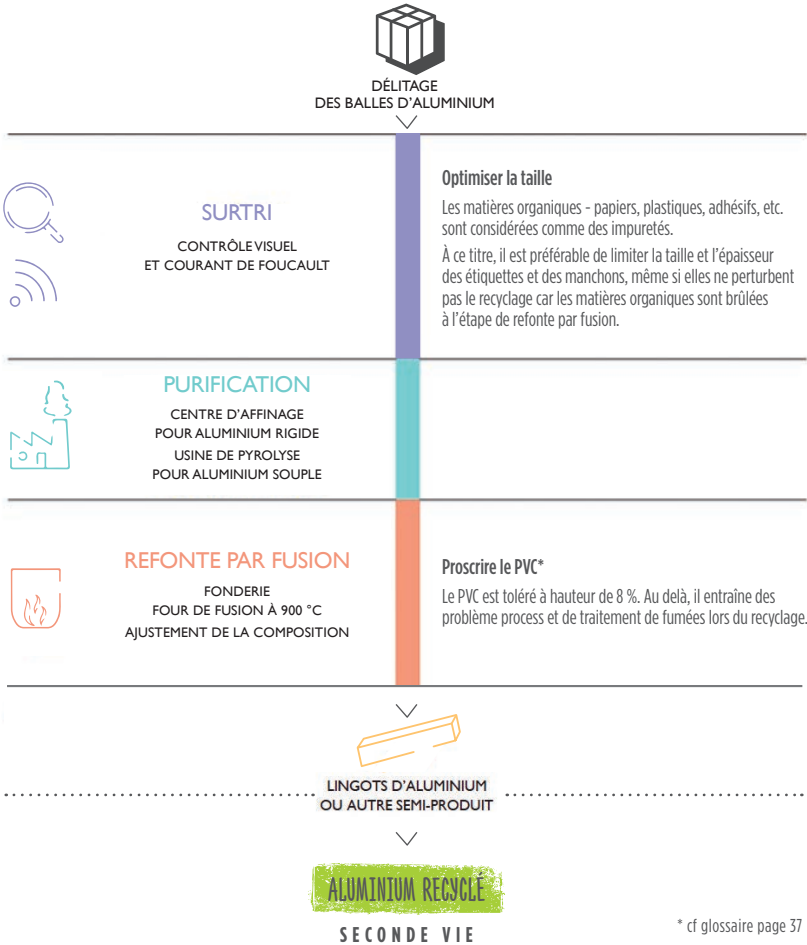 DÉLITAGE
DES BALLES D'ALUMINIUM
SURTRI
CONTRÔLE VISUEL
ET COURANT DE FOUCAULT
Optimiser la taille
Les matières organiques - papiers, plastiques, adhésifs, etc.
sont considérées comme des impuretés.
À ce titre, il est préférable de limiter la taille et l'épaisseur
des étiquettes et des manchons, même si elles ne perturbent
pas le recyclage car les matières organiques sont brûlées
à l'étape de refonte par fusion.
PURIFICATION
CENTRE D'AFFINAGE
POUR ALUMINIUM RIGIDE
USINE DE PYROLYSE
POUR ALUMINIUM SOUPLE
REFONTE PAR FUSION
FONDERIE
FOUR DE FUSION À 900 °C
AJUSTEMENT DE LA COMPOSITION
Proscrire le PVC*
Le PVC est toléré à hauteur de 8 %. Au delà, il entraîne des
problème process et de traitement de fumées lors du recyclage.
LINGOTS D'ALUMINIUM
OU AUTRE SEMI-PRODUIT
ALUMINIUM RECYCLÉ
SECONDE VIE
* cf glossaire page 37